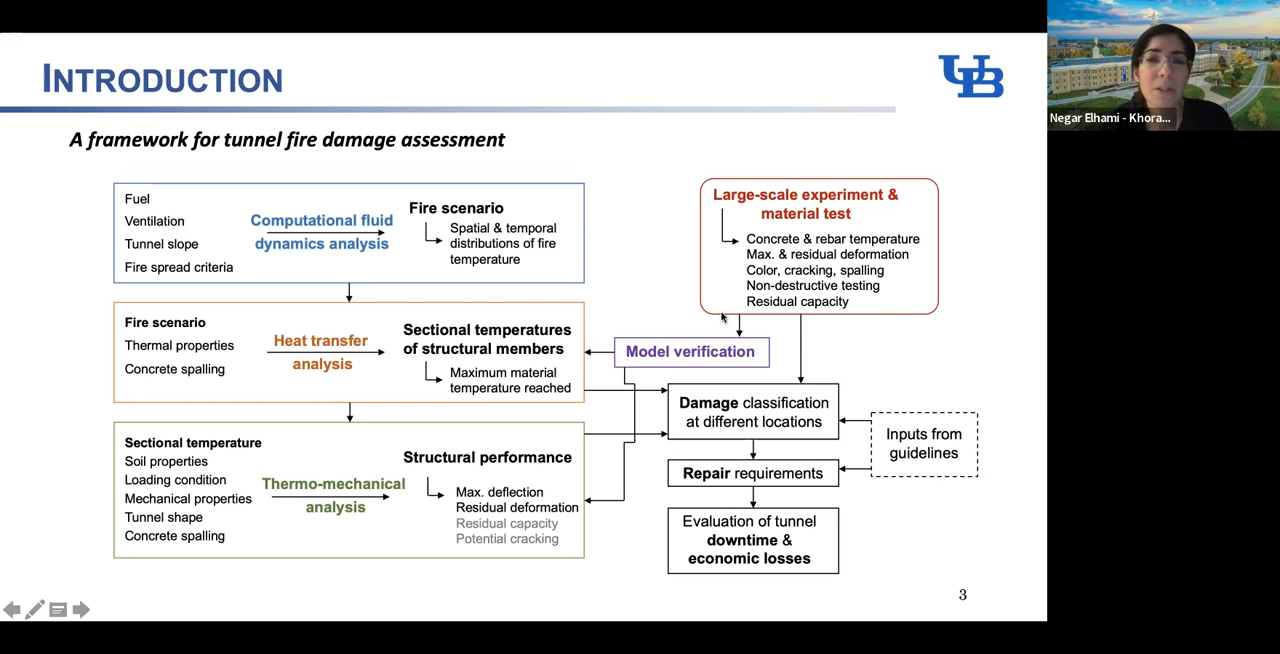 INTRODUCTION
UB
A framework for tunnel fire damage assessment
Fuel
Ventilation
Tunnel slope
Fire spread criteria
Computational fluid
dynamics analysis
Fire scenario
Spatial & temporal
distributions of fire
temperature
Fire scenario
Thermal properties
Concrete spalling
Heat transfer
analysis
Sectional temperatures
of structural members
Maximum material
temperature reached
Sectional temperature
Soil properties
Loading condition
Mechanical properties
Tunnel shape
Concrete spalling
Thermo-mechanical
analysis
Structural performance
Max. deflection
Residual deformation
Residual capacity
Potential cracking
Large-scale experiment &
material test
Concrete & rebar temperature
Max. & residual deformation
Color, cracking, spalling
Non-destructive testing
Residual capacity
Model verification
Damage classification
at different locations
Inputs from
guidelines
Repair requirements
Evaluation of tunnel
downtime &
economic losses
3
Negar Elhami - Khora...